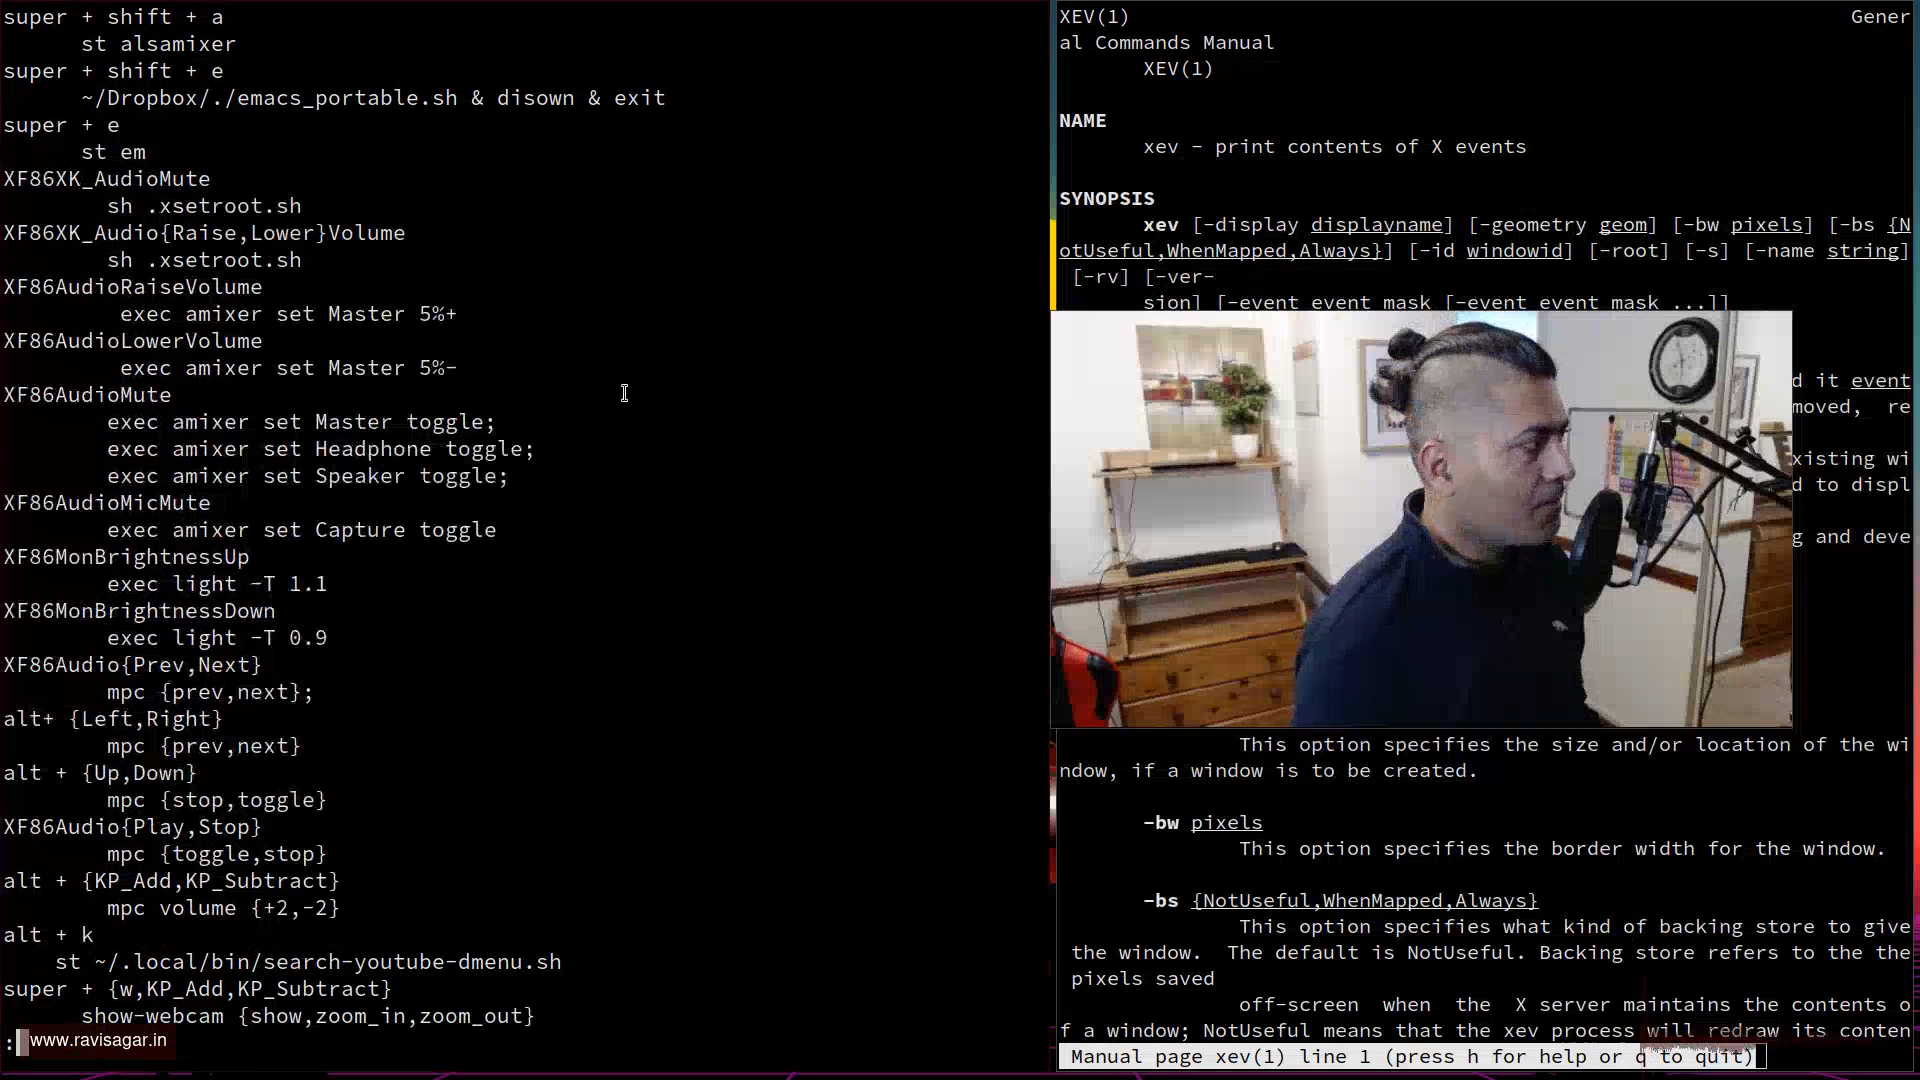 super + shift + a
st alsamixer
super + shift + e
~/Dropbox/./emacs_portable.sh & disown & exit
super + e
st em
XF86XK_AudioMute
sh .xsetroot.sh
XF86XK_Audio{Raise,Lower}Volume
sh .xsetroot.sh
XF86AudioRaiseVolume
exec amixer set Master 5%+
XF86AudioLowerVolume
exec amixer set Master 5%-
XF86AudioMute
exec amixer set Master toggle;
exec amixer set Headphone toggle;
exec amixer set Speaker toggle;
XF86AudioMicMute
exec amixer set Capture toggle
XF86MonBrightnessUp
exec light -T 1.1
XF86MonBrightnessDown
exec light -T 0.9
XF86Audio{Prev,Next}
mpc {prev,next};
alt+ {Left,Right}
mpc {prev,next}
alt + {Up,Down}
mpc {stop,toggle}
XF86Audio{Play,Stop}
mpc {toggle,stop}
alt + {KP_Add,KP_Subtract}
mpc volume {+2,-2}
alt + k
st ~/.local/bin/search-youtube-dmenu.sh
super + {w,KP_Add,KP_Subtract}
show-webcam {show,zoom_in,zoom_out}
:
www.ravisagar.in
XEV(1) Gener
al Commands Manual
XEV(1)
NAME
xev - print contents of X events
SYNOPSIS
xev [-display displayname] [-geometry geom] [-bw pixels] [-bs {N
otUseful,WhenMapped,Always}] [-id windowid] [-root] [-s] [-name string]
[-rv] [-ver-
sion] [-event event_mask [-event event_mask ...]]
d it event
moved, re
xisting wi
d to displ
g and deve
This option specifies the size and/or location of the wi
ndow, if a window is to be created.
-bw pixels
This option specifies the border width for the window.
-bs {NotUseful,WhenMapped,Always}
This option specifies what kind of backing store to give
the window. The default is NotUseful. Backing store refers to the the
pixels saved
off-screen when the X server maintains the contents o
f a window; NotUseful means that the xev process will redraw its conten
Manual page xev(1) line 1 (press h for help or q to quit)